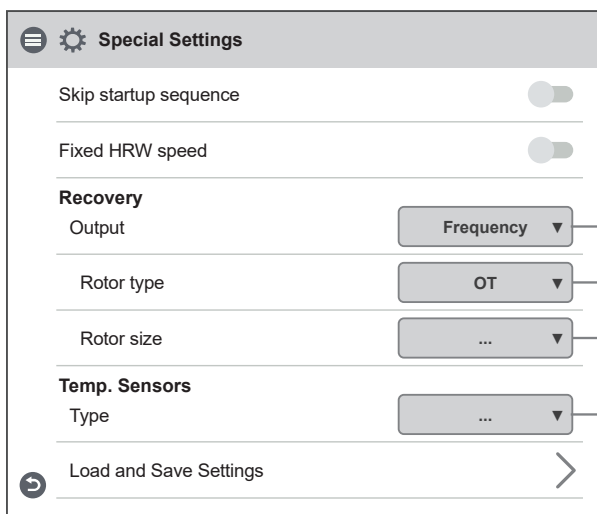 Special Settings
Skip startup sequence
Fixed HRW speed
Recovery
Output Frequency ▼
Rotor type OT ▼
Rotor size ... ▼
Temp. Sensors
Type ... ▼
Load and Save Settings